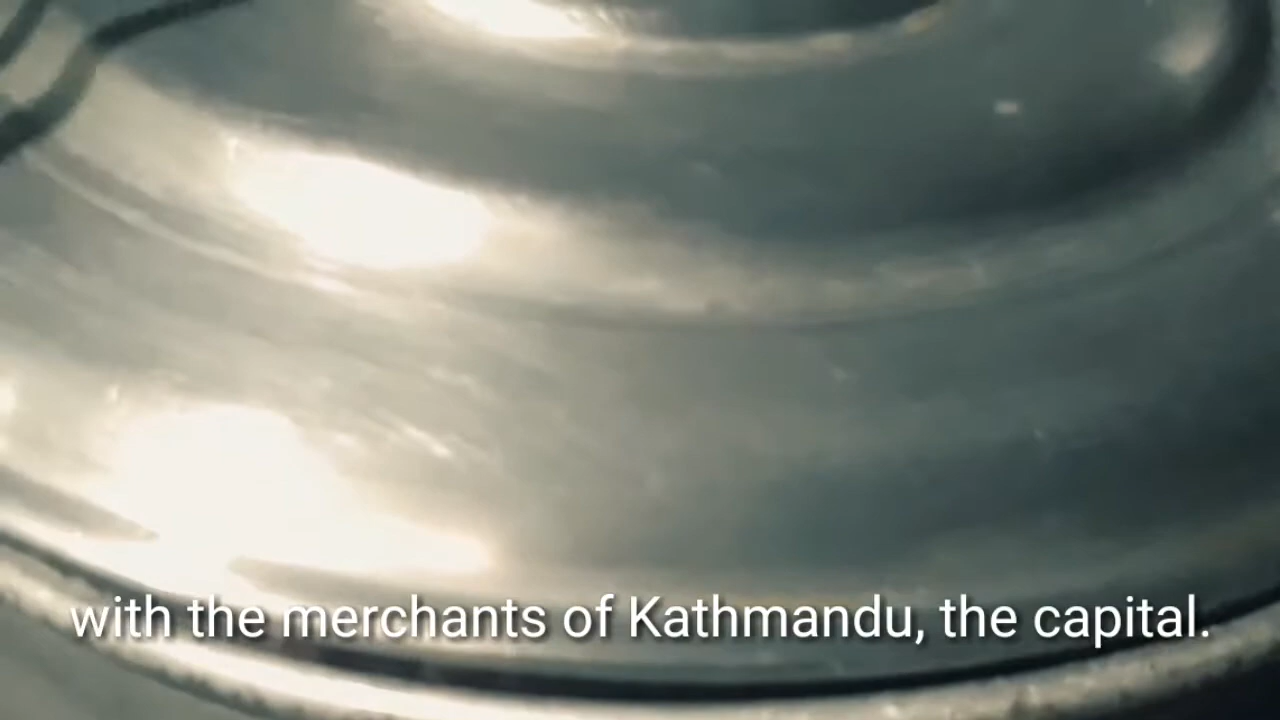 with the merchants of Kathmandu, the capital.